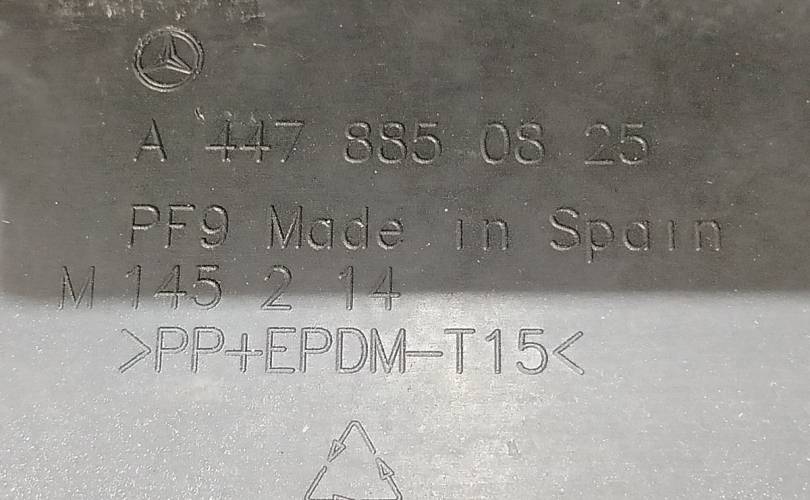 A 447 885 08 25
PF9 Made in Spain
M 145 2 14
>PP+EPDM-T15<